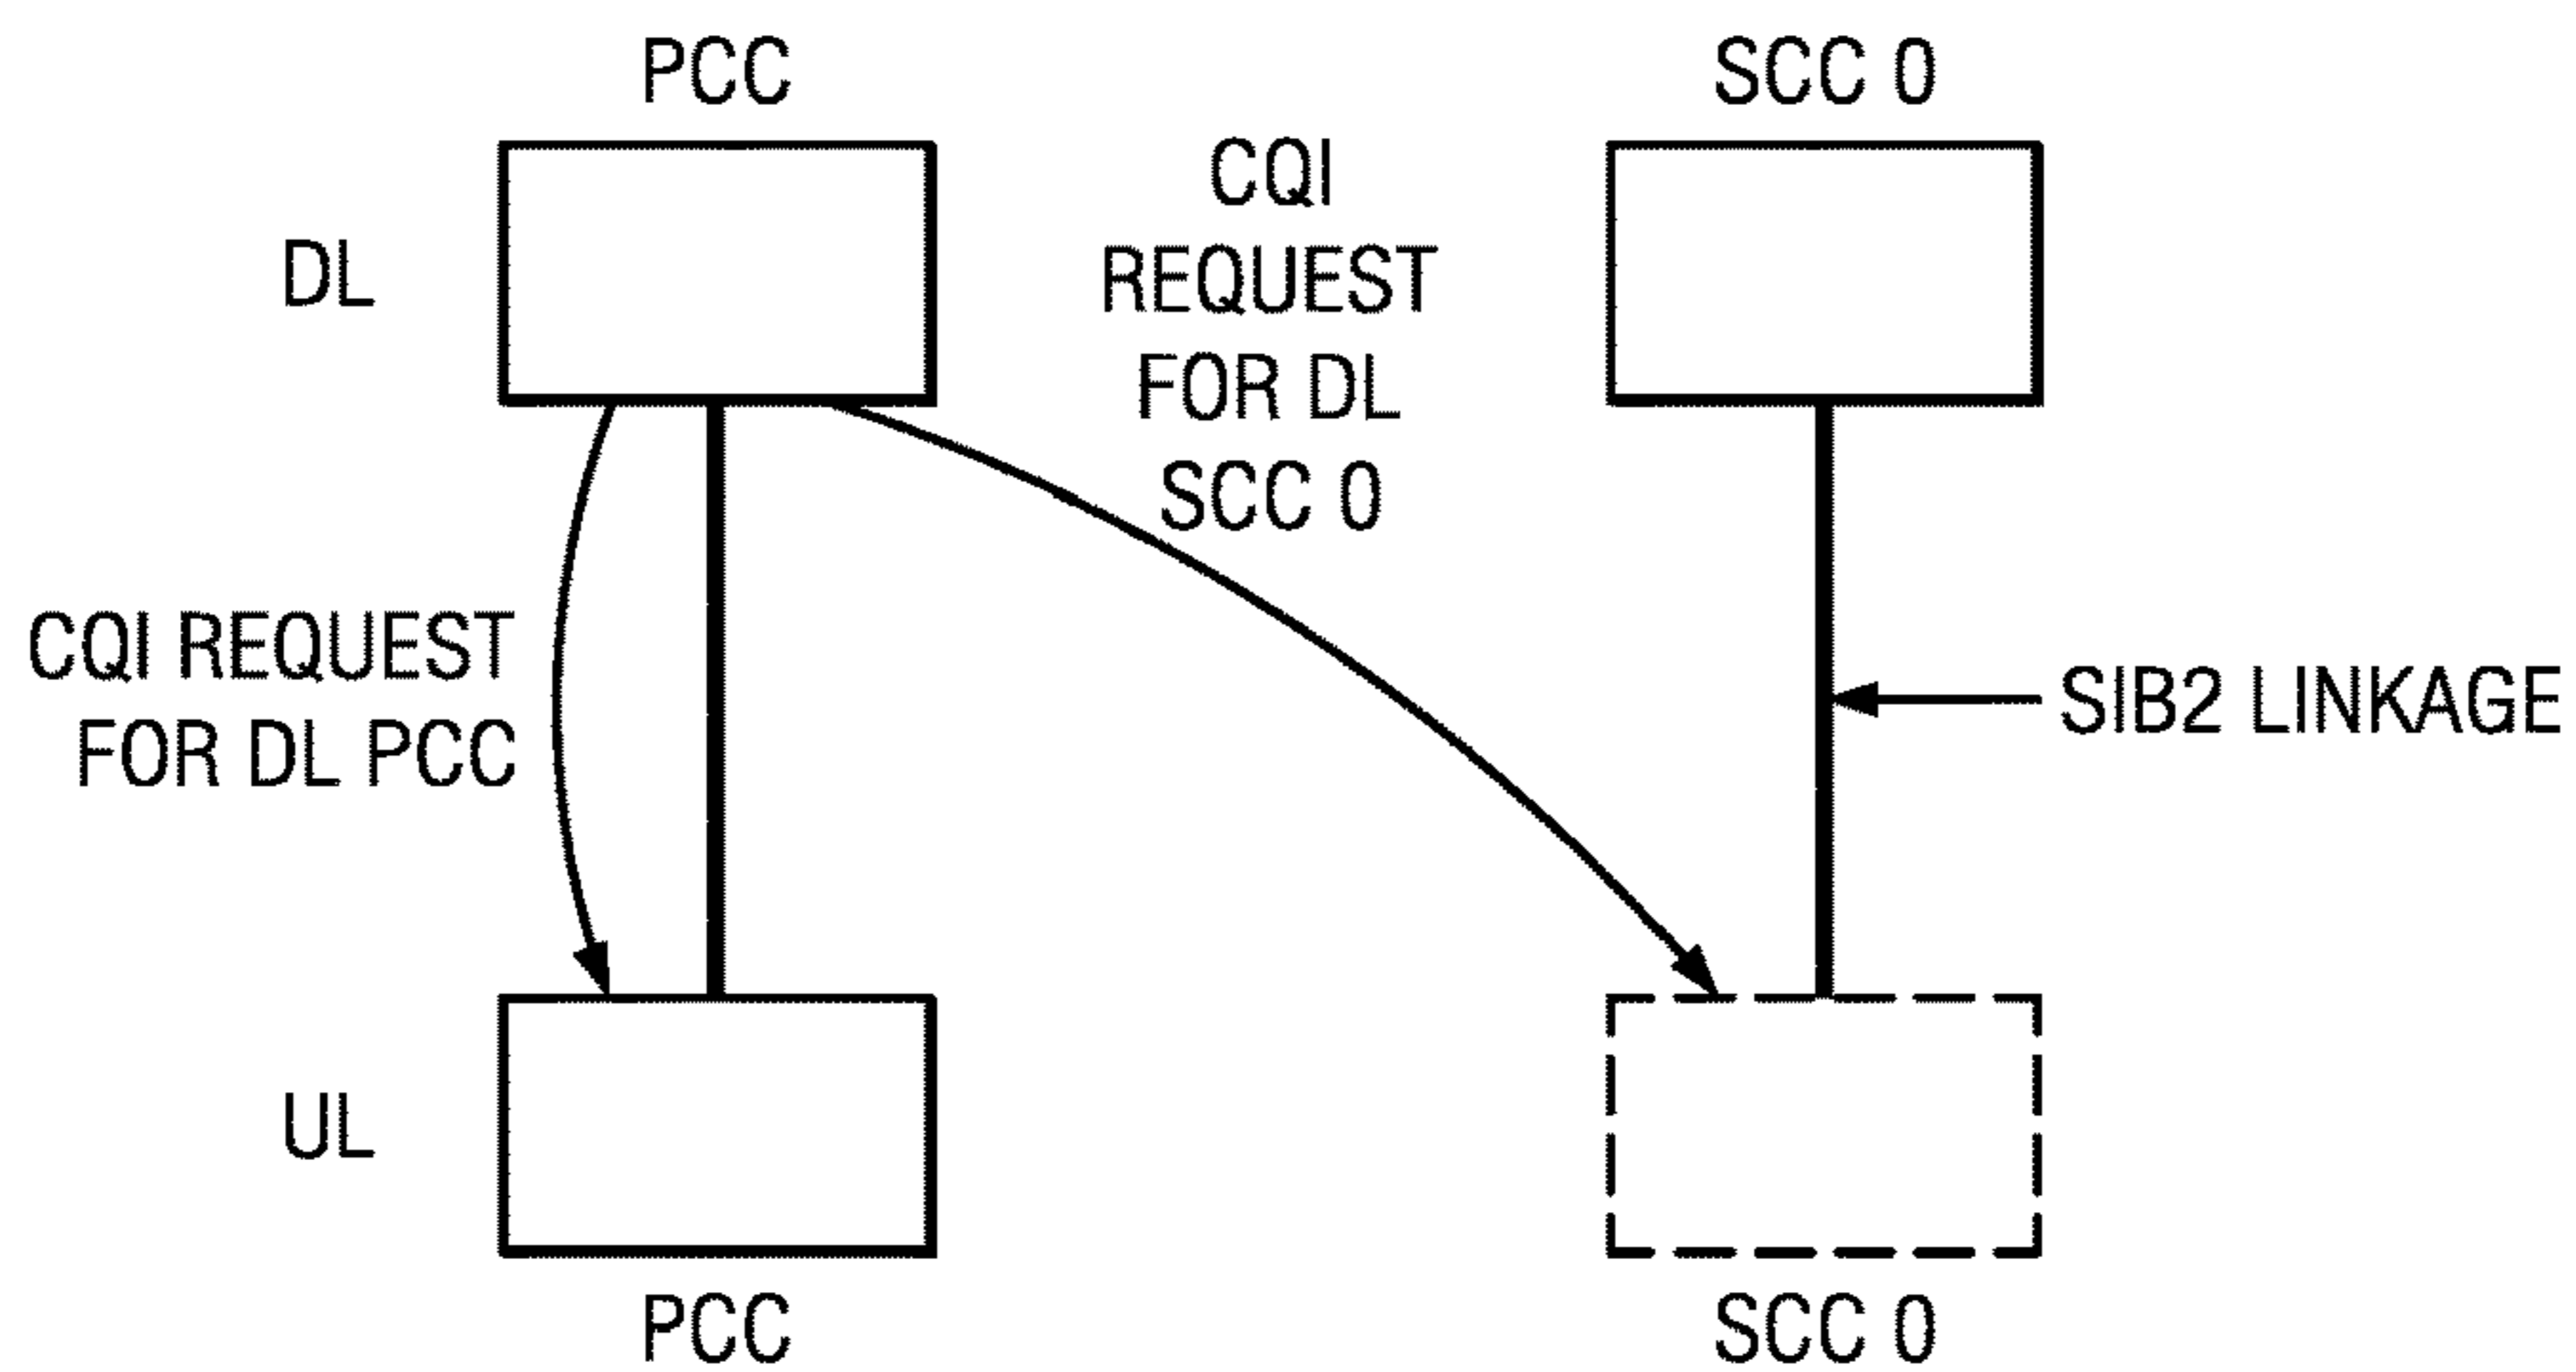 PCC
SCC 0
CQI
REQUEST
FOR DL
SCC 0
DL
CQI REQUEST
FOR DL PCC
SIB2 LINKAGE
UL
PCC
SCC 0